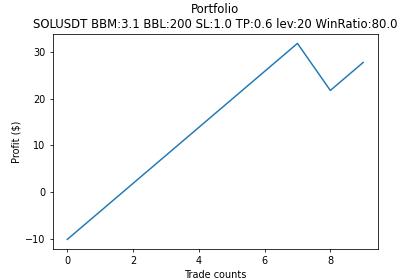 Portfolio
SOLUSDT BBM:3.1 BBL:200 SL:1.0 TP:0.6 lev:20 WinRatio:80.0
30
20
10
0
−10
Profit ($)
0
2
4
6
8
Trade counts